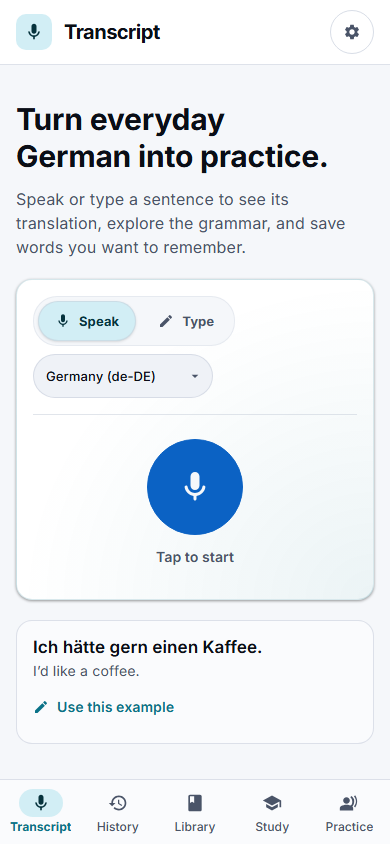 Transcript
Turn everyday
German into practice.
Speak or type a sentence to see its
translation, explore the grammar, and save
words you want to remember.
Speak
Type
Germany (de-DE)
Tap to start
Ich hätte gern einen Kaffee.
I’d like a coffee.
Use this example
Transcript
History
Library
Study
Practice